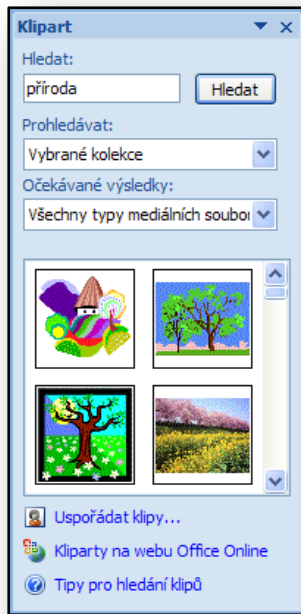 Klipart
Hledat:
příroda
Hledat
Prohledávat:
Vybrané kolekce
Očekávané výsledky:
Všechny typy mediálních soubor
Uspořádat klipy...
Kliparty na webu Office Online
Tipy pro hledání klipů